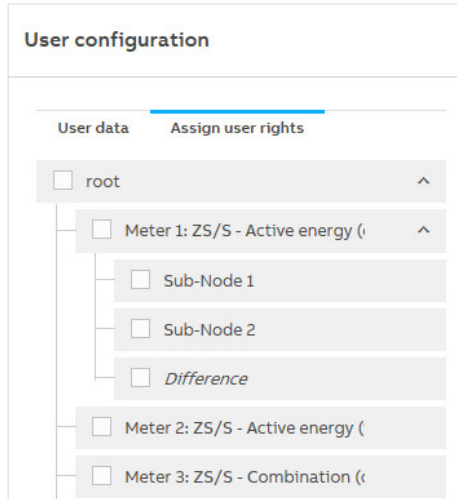 User configuration
User data Assign user rights
root
Meter 1: ZS/S - Active energy (
Sub-Node 1
Sub-Node 2
Difference
Meter 2: ZS/S - Active energy (
Meter 3: ZS/S - Combination (